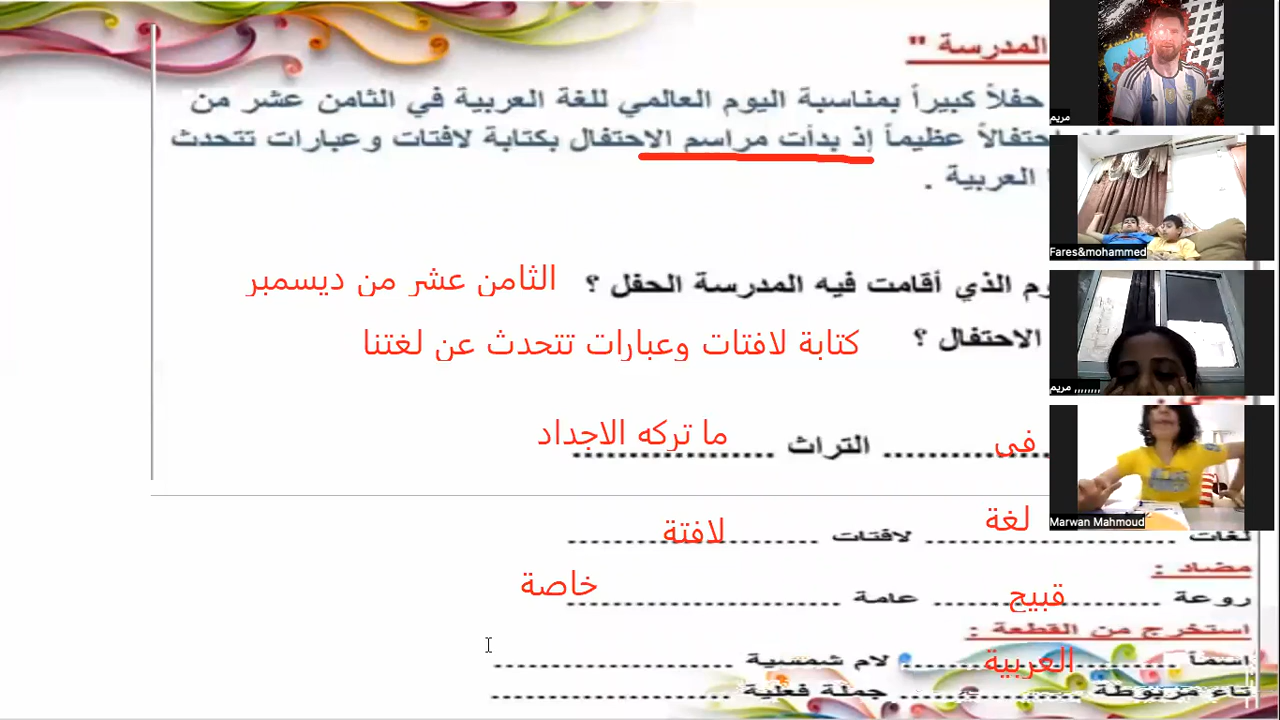 المدرسة "
حفلاً كبيراً بمناسبة اليوم العالمي للغة العربية في الثامن عشر من
احتفالاً عظيماً إذ بدأت مراسم الاحتفال بكتابة لافتات وعبارات تتحدث
العربية .
الذي أقامت فيه المدرسة الحفل ؟ الثامن عشر من ديسمبر
الاحتفال ؟ كتابة لافتات وعبارات تتحدث عن لغتنا
فى .................. التراث ما تركه الاجداد ..................
لغات لغة .................. لافتات لافتة ..................
مضاد :
روعة قبيح .................. عامة خاصة ..................
استخرج من القطعة :
اسماً العربية .................. لام شمسية ..................
تاء مربوطة .................. جملة فعلية ..................
مريم
Fares&mohammed
مريم ,,,,,,,,
Marwan Mahmoud